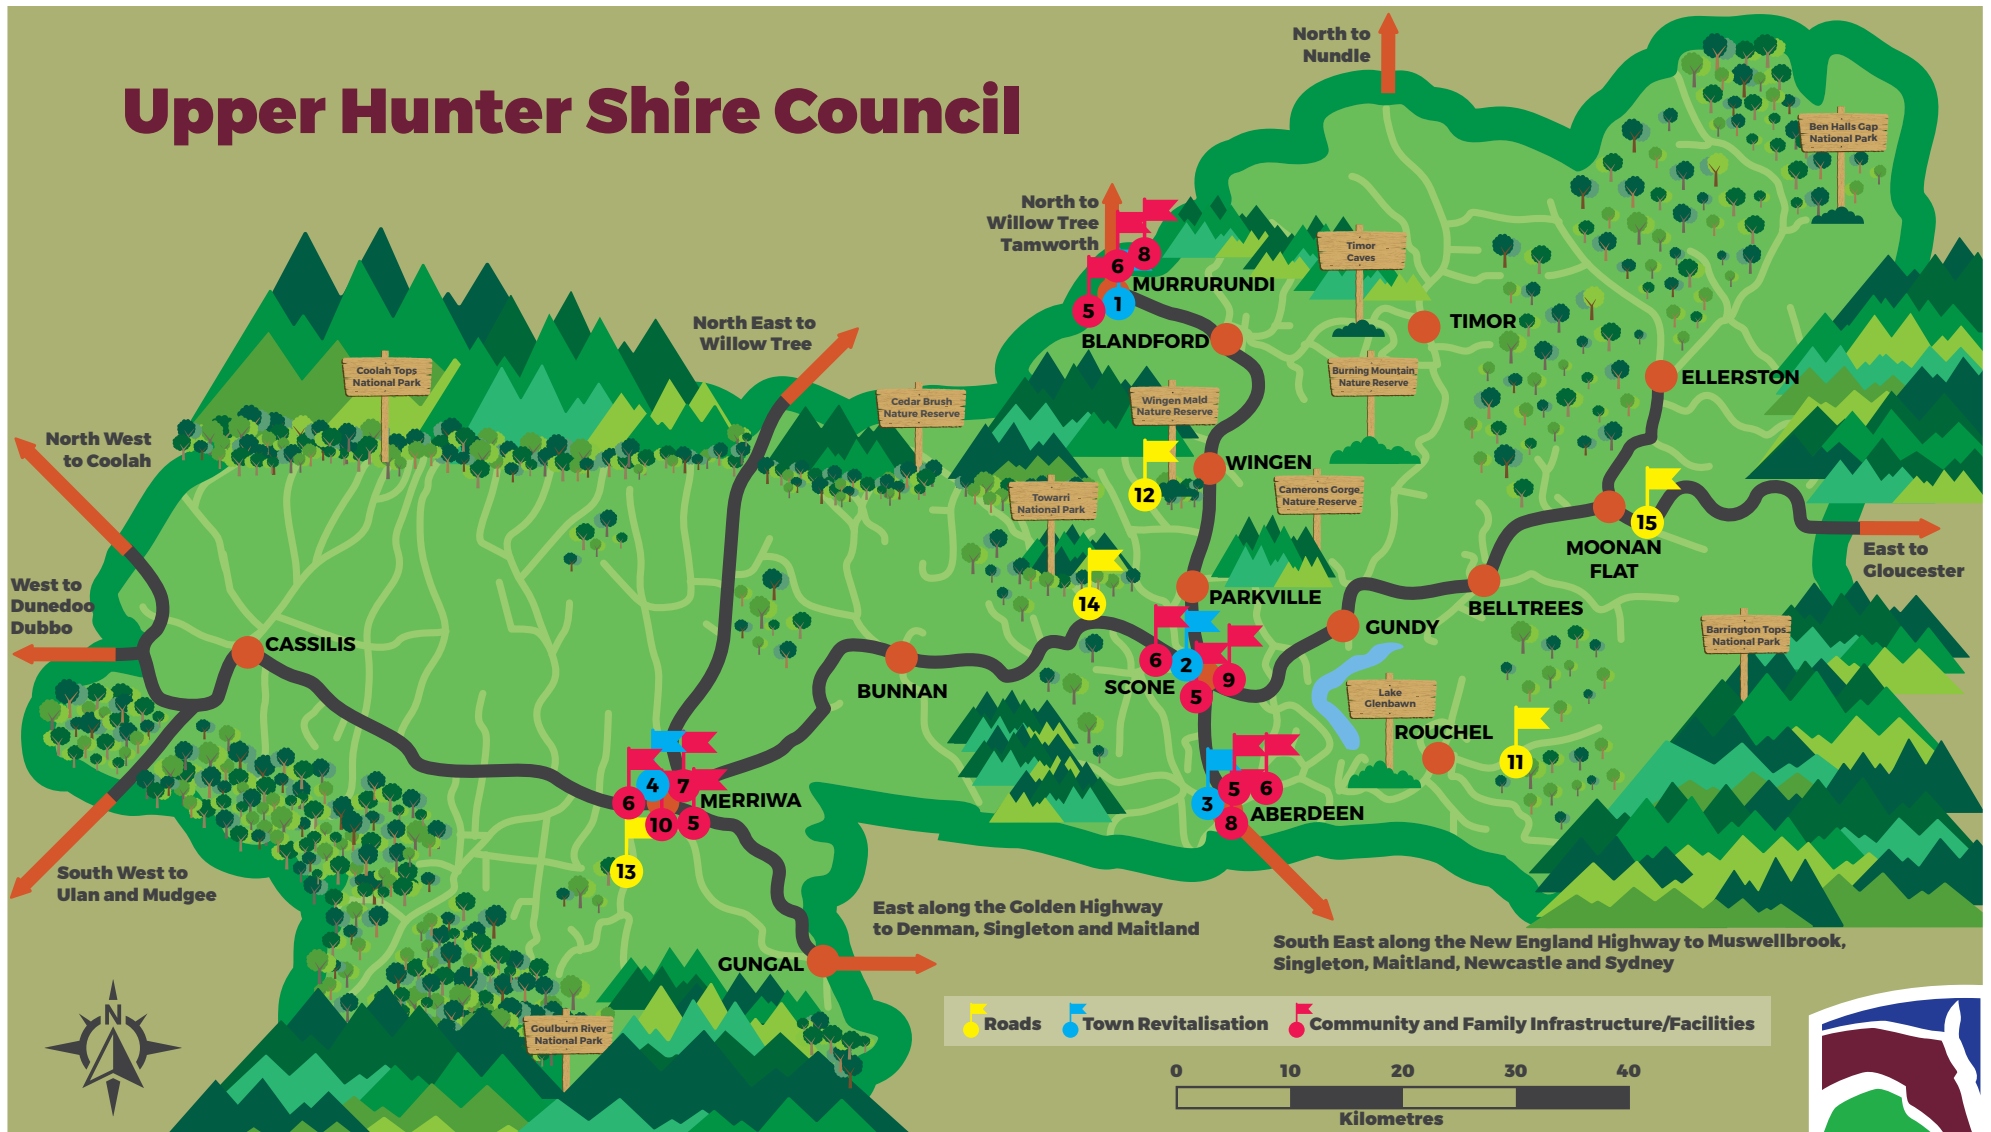 Upper Hunter Shire Council
North to
Nundle
Ben Halls Gap
National Park
North to
Willow Tree
Tamworth
6
8
5
1
MURRURUNDI
Timor
Caves
BLANDFORD
TIMOR
North East to
Willow Tree
Coolah Tops
National Park
Cedar Brush
Nature Reserve
Wingen Maid
Nature Reserve
Burning Mountain
Nature Reserve
ELLERSTON
North West
to Coolah
WINGEN
12
Towarri
National Park
Camerons Gorge
Nature Reserve
15
MOONAN
FLAT
East to
Gloucester
West to
Dunedoo
Dubbo
14
PARKVILLE
BELLTREES
GUNDY
Barrington Tops
National Park
CASSILIS
BUNNAN
6
2
9
5
SCONE
Lake
Glenbawn
ROUCHEL
11
4
7
6
10
5
MERRIWA
13
3
5
6
8
ABERDEEN
South West to
Ulan and Mudgee
East along the Golden Highway
to Denman, Singleton and Maitland
GUNGAL
South East along the New England Highway to Muswellbrook,
Singleton, Maitland, Newcastle and Sydney
N
Goulburn River
National Park
Roads
Town Revitalisation
Community and Family Infrastructure/Facilities
0 10 20 30 40
Kilometres